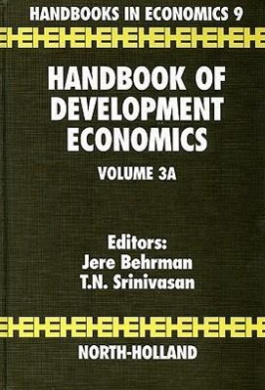 HANDBOOKS IN ECONOMICS 9
HANDBOOK OF
DEVELOPMENT
ECONOMICS
VOLUME 3A
Editors:
Jere Behrman
T.N. Srinivasan
NORTH-HOLLAND